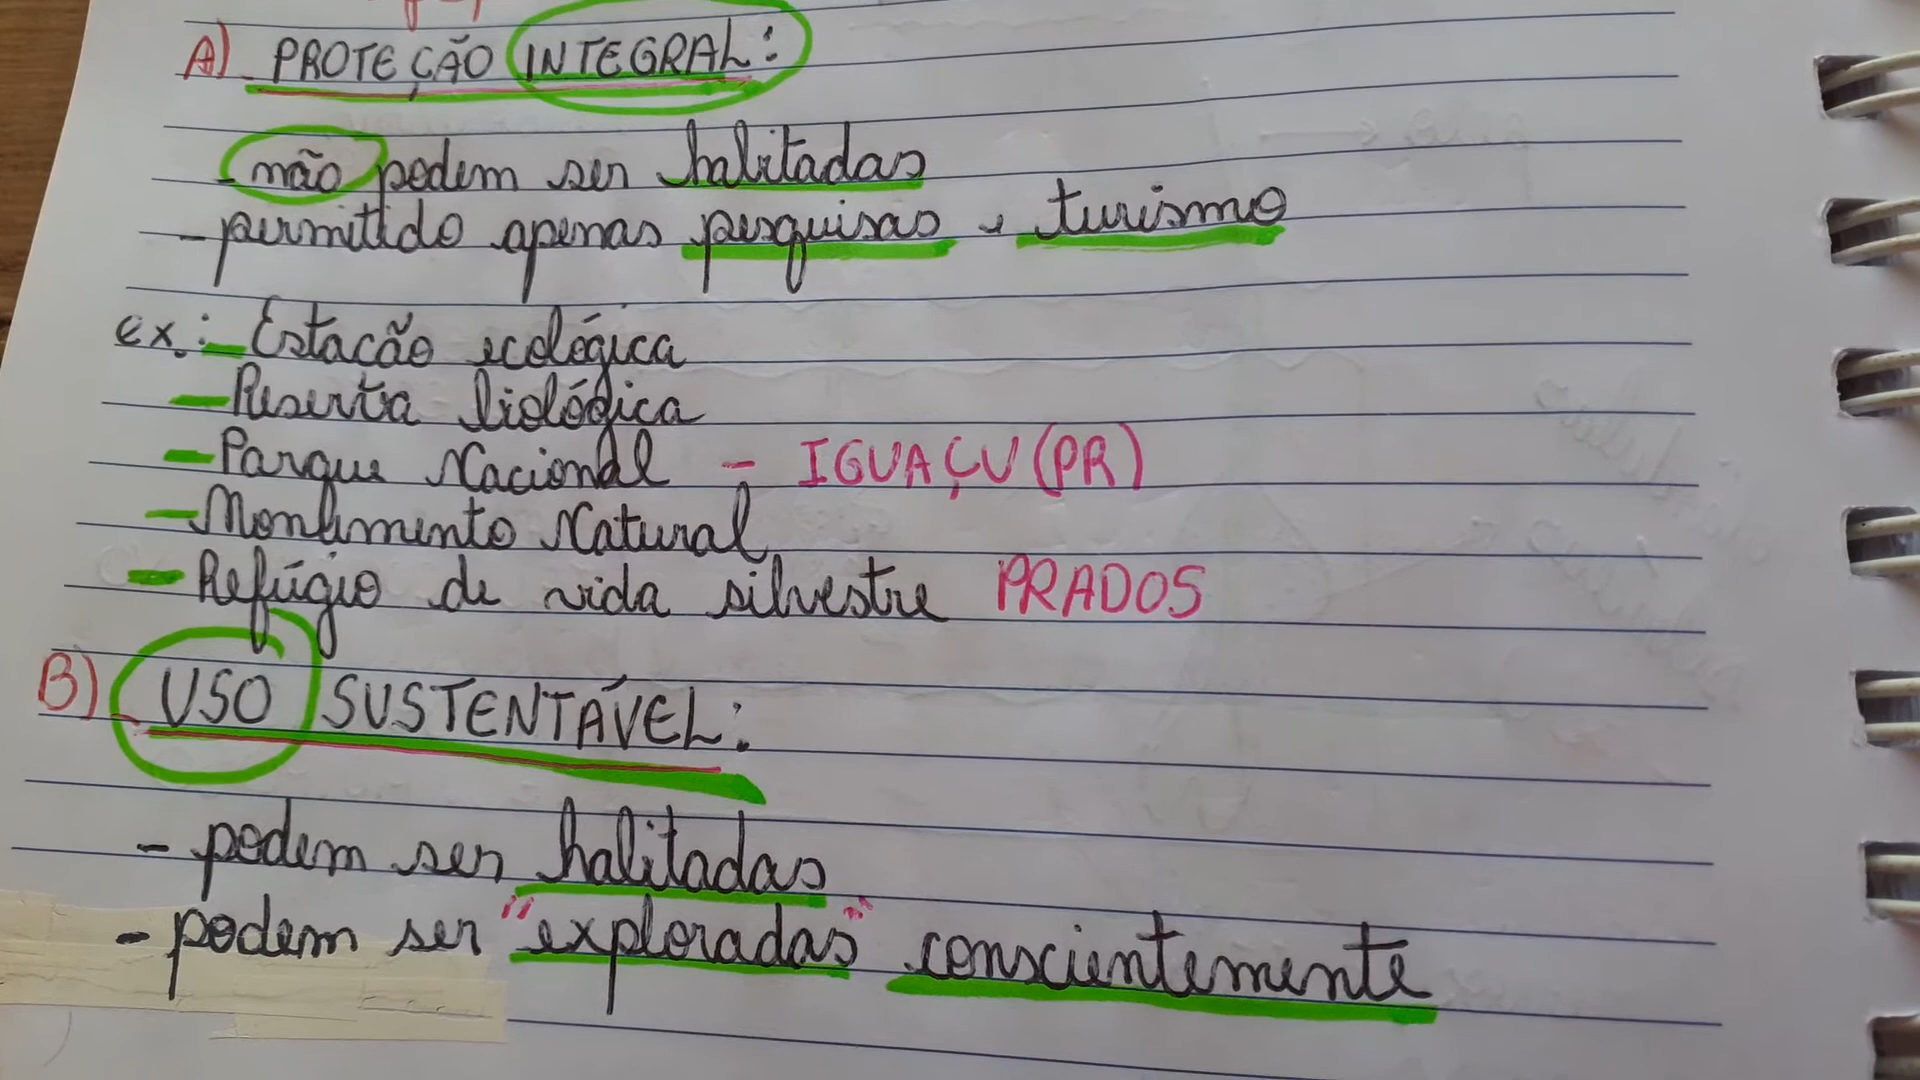 A) PROTEÇÃO INTEGRAL:
- não podem ser habitadas
- permitido apenas pesquisas e turismo
ex.: - Estação ecológica
- Reserva biológica
- Parque Nacional - IGUAÇU (PR)
- Monumento Natural
- Refúgio de vida silvestre PRADOS
B) USO SUSTENTÁVEL:
- podem ser habitadas
- podem ser "exploradas" conscientemente